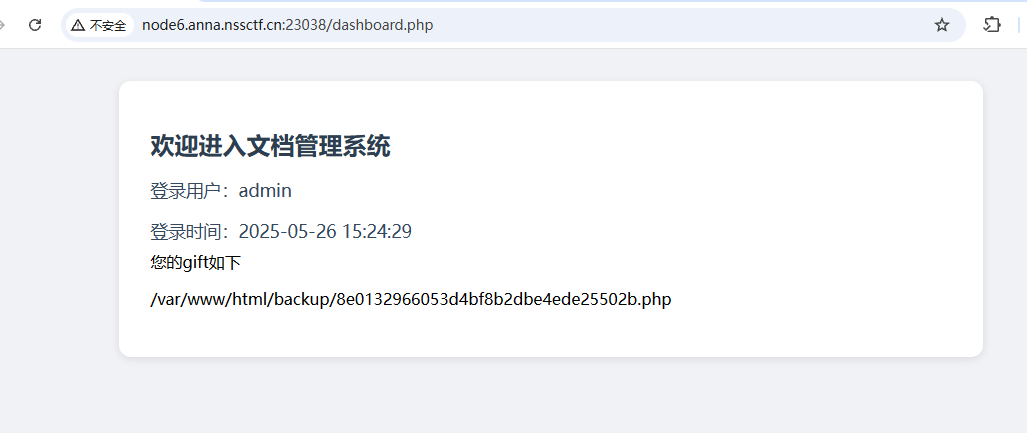 不安全 node6.anna.nssctf.cn:23038/dashboard.php
欢迎进入文档管理系统
登录用户：admin
登录时间：2025-05-26 15:24:29
您的gift如下
/var/www/html/backup/8e0132966053d4bf8b2dbe4ede25502b.php